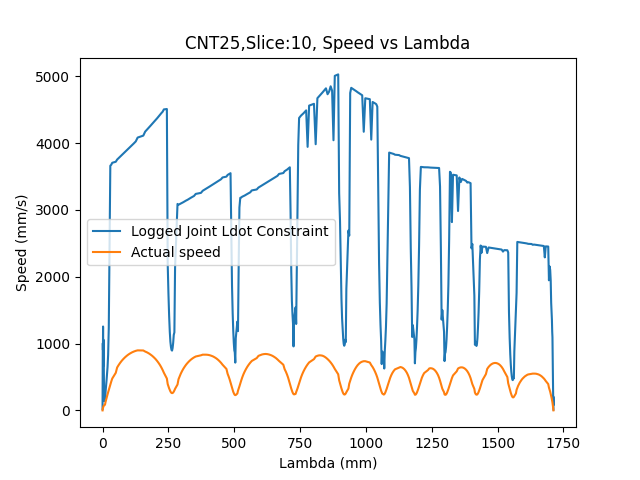 CNT25,Slice:10, Speed vs Lambda
5000
4000
3000
2000
1000
0
Speed (mm/s)
Logged Joint Ldot Constraint
Actual speed
0 250 500 750 1000 1250 1500 1750
Lambda (mm)